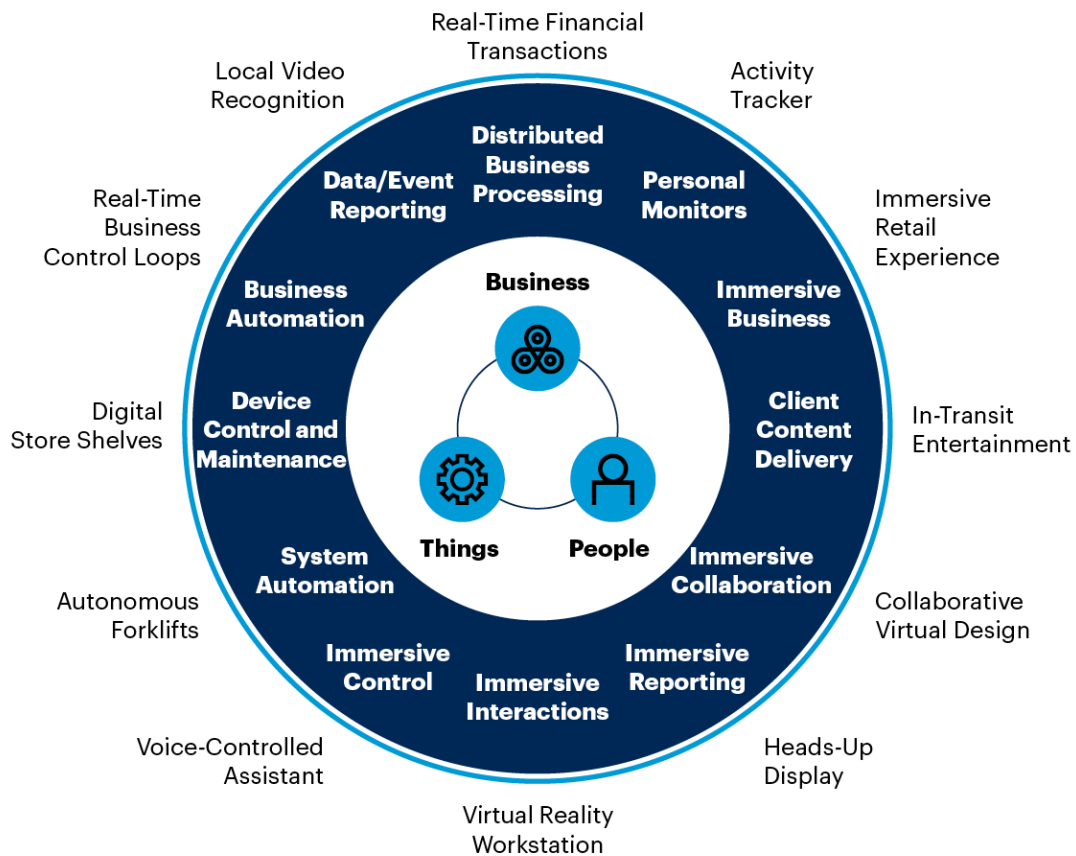 Real-Time Financial
Transactions
Activity
Tracker
Immersive
Retail
Experience
In-Transit
Entertainment
Collaborative
Virtual Design
Heads-Up
Display
Virtual Reality
Workstation
Voice-Controlled
Assistant
Autonomous
Forklifts
Digital
Store Shelves
Real-Time
Business
Control Loops
Local Video
Recognition
Distributed
Business
Processing
Personal
Monitors
Immersive
Business
Client
Content
Delivery
Immersive
Collaboration
Immersive
Reporting
Immersive
Interactions
Immersive
Control
System
Automation
Device
Control and
Maintenance
Business
Automation
Data/Event
Reporting
Business
Things
People